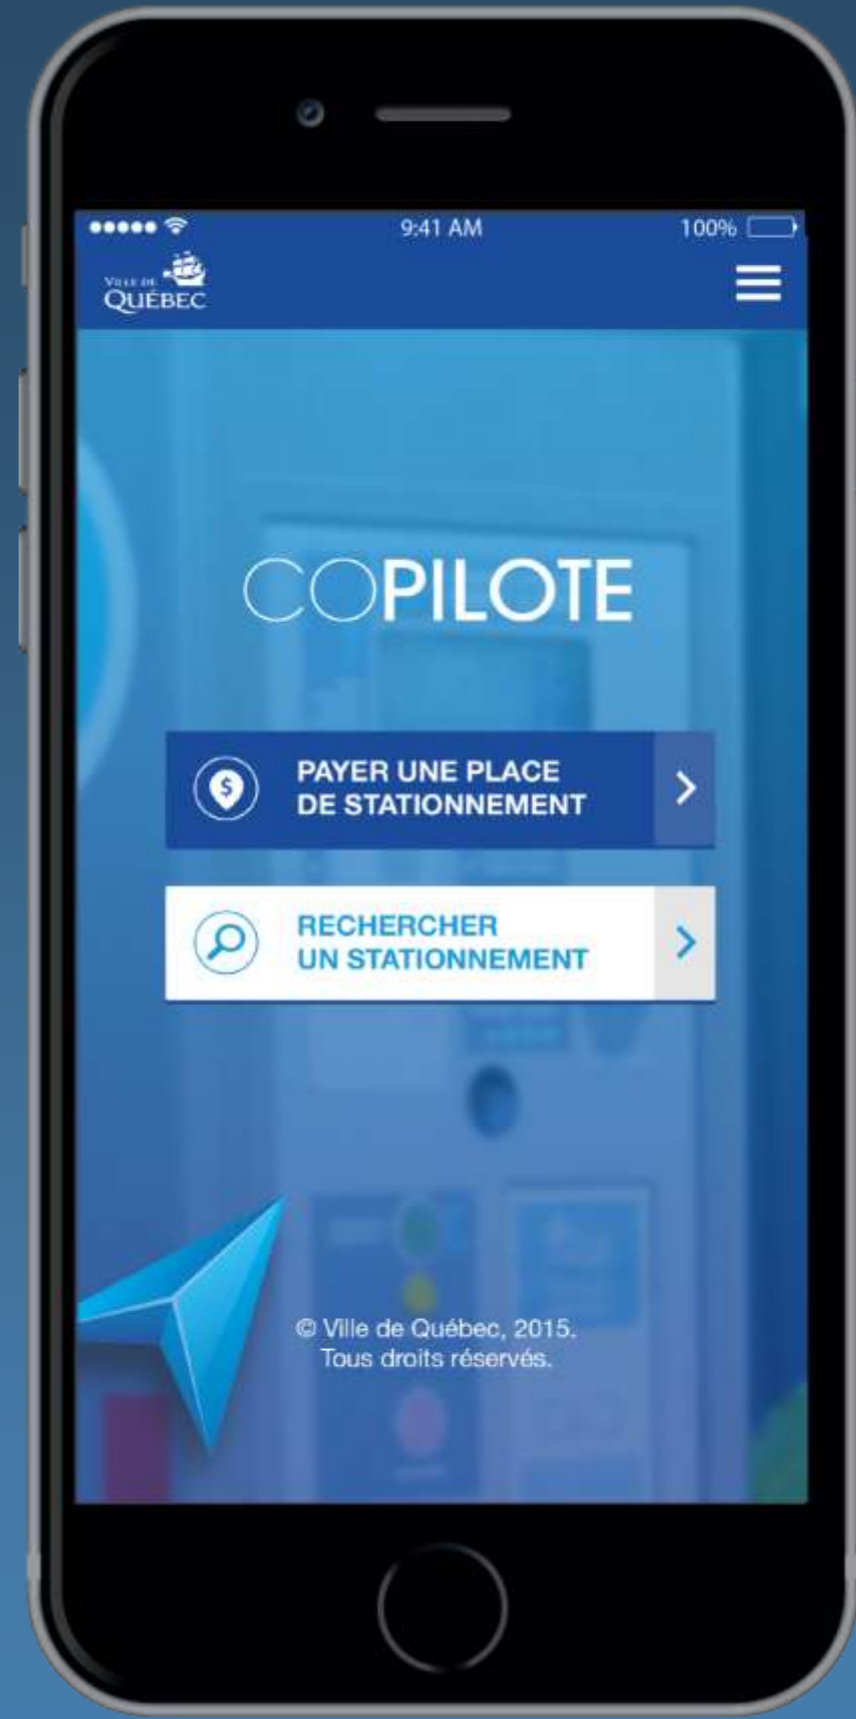 9:41 AM
100%
VILLE DE
QUÉBEC
COPILOTE
$
PAYER UNE PLACE
DE STATIONNEMENT
RECHERCHER
UN STATIONNEMENT
© Ville de Québec, 2015.
Tous droits réservés.